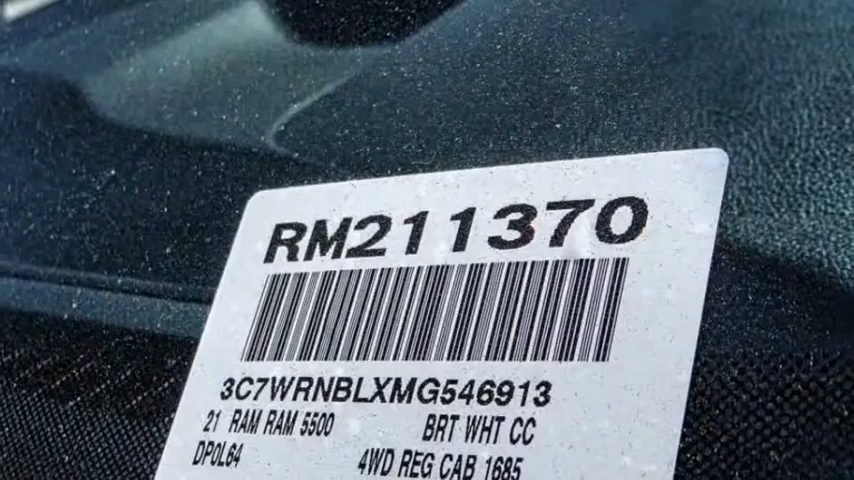 RM211370
3C7WRNBLXMG546913
21 RAM RAM 5500 BRT WHT CC
DP0L64 4WD REG CAB 1685